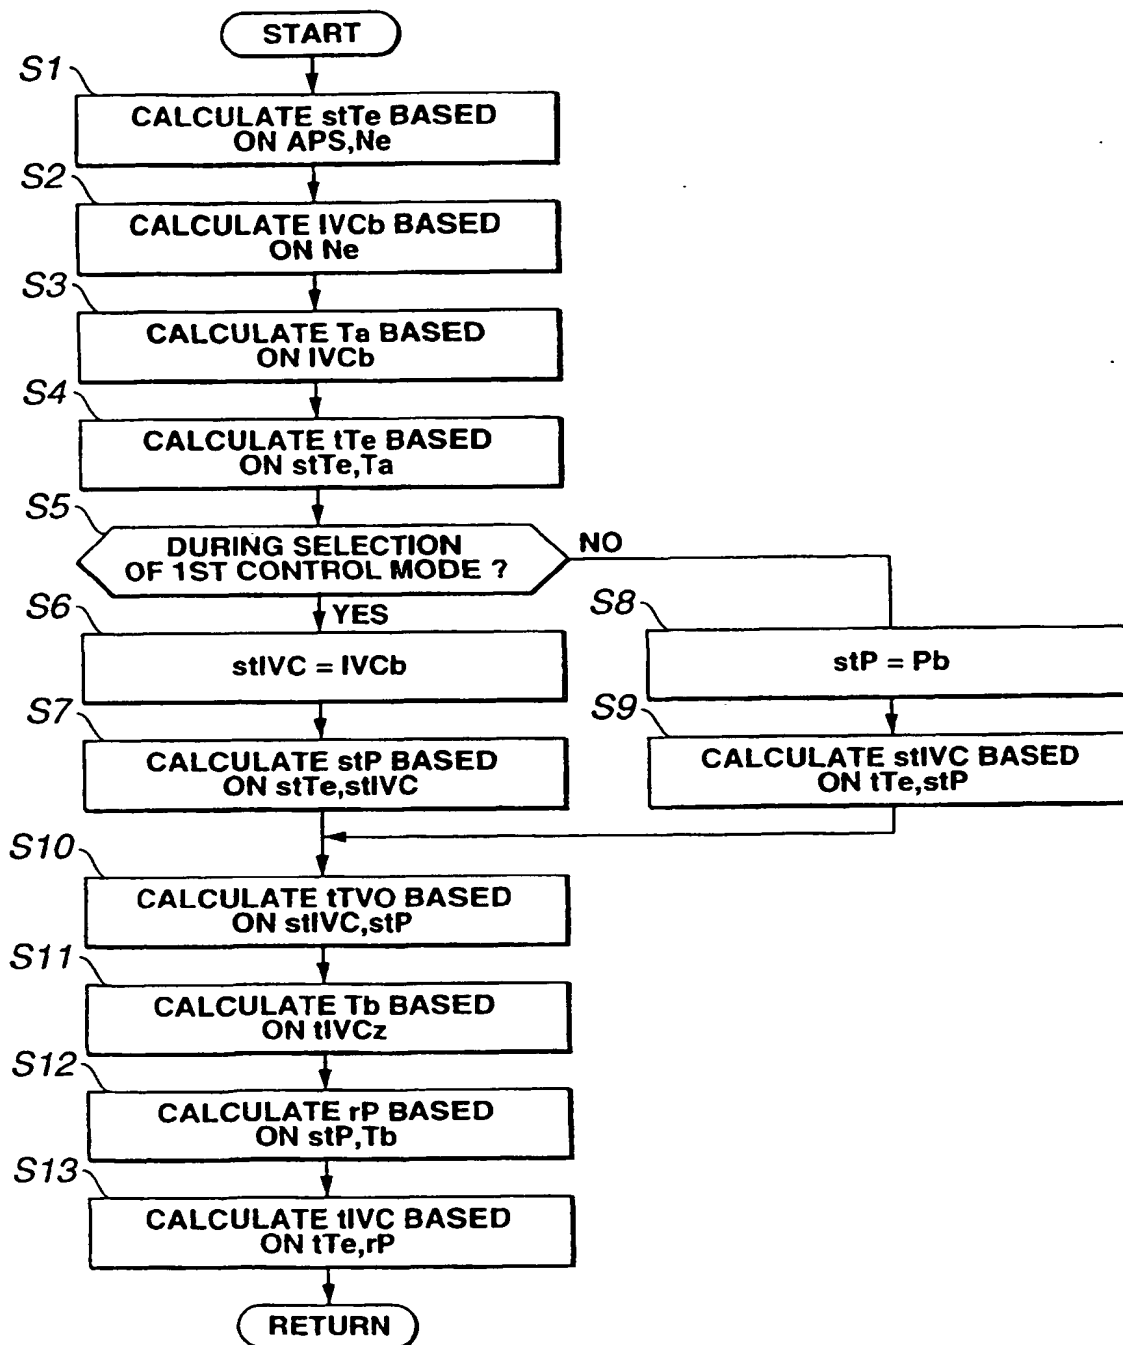 START
S1
CALCULATE stTe BASED
ON APS,Ne
S2
CALCULATE IVCb BASED
ON Ne
S3
CALCULATE Ta BASED
ON IVCb
S4
CALCULATE tTe BASED
ON stTe,Ta
S5
DURING SELECTION
OF 1ST CONTROL MODE ?
NO
YES
S6
stIVC = IVCb
S8
stP = Pb
S7
CALCULATE stP BASED
ON stTe,stIVC
S9
CALCULATE stIVC BASED
ON tTe,stP
S10
CALCULATE tTVO BASED
ON stIVC,stP
S11
CALCULATE Tb BASED
ON tIVCz
S12
CALCULATE rP BASED
ON stP,Tb
S13
CALCULATE tIVC BASED
ON tTe,rP
RETURN